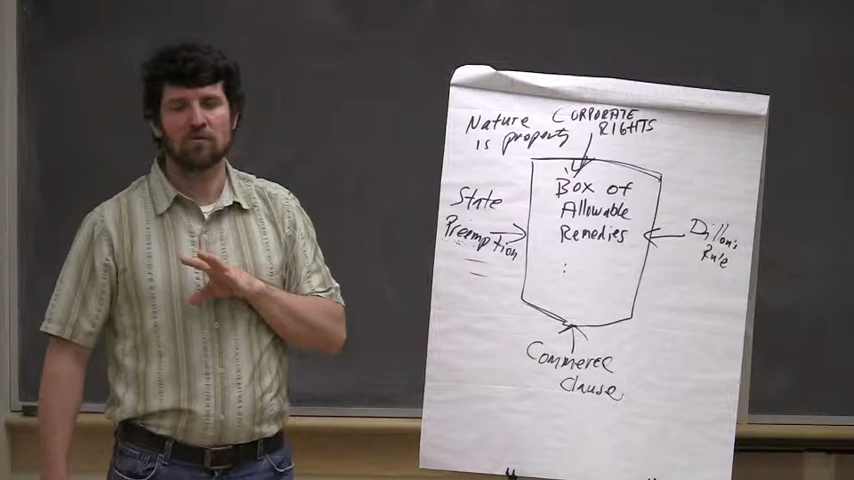 Nature
is property
CORPORATE
RIGHTS
Box of
Allowable
Remedies
:
State
Preemption
Dillon's
Rule
Commerce
Clause